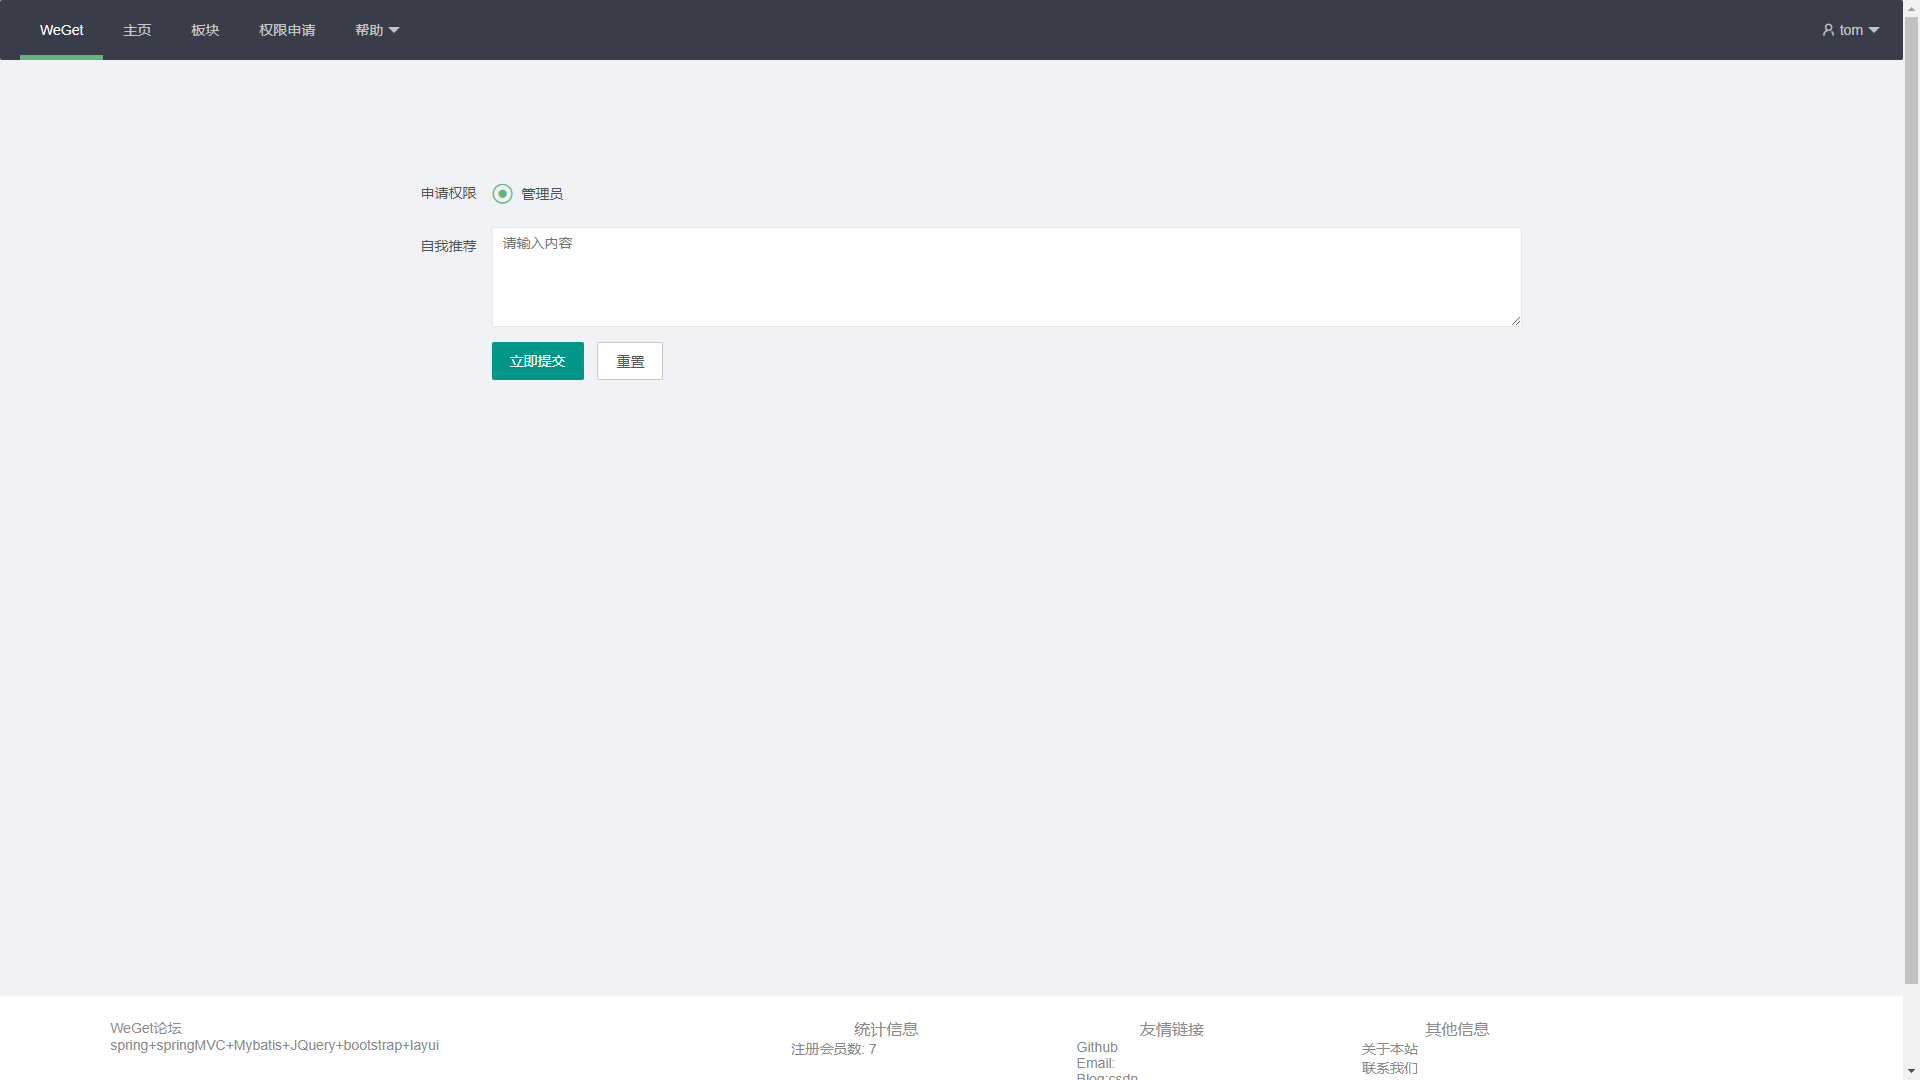 WeGet 主页 板块 权限申请 帮助 tom
申请权限 管理员
自我推荐 请输入内容
立即提交 重置
WeGet论坛
spring+springMVC+Mybatis+JQuery+bootstrap+layui
统计信息
注册会员数: 7
友情链接
Github
Email:
Blog:csdn
其他信息
关于本站
联系我们